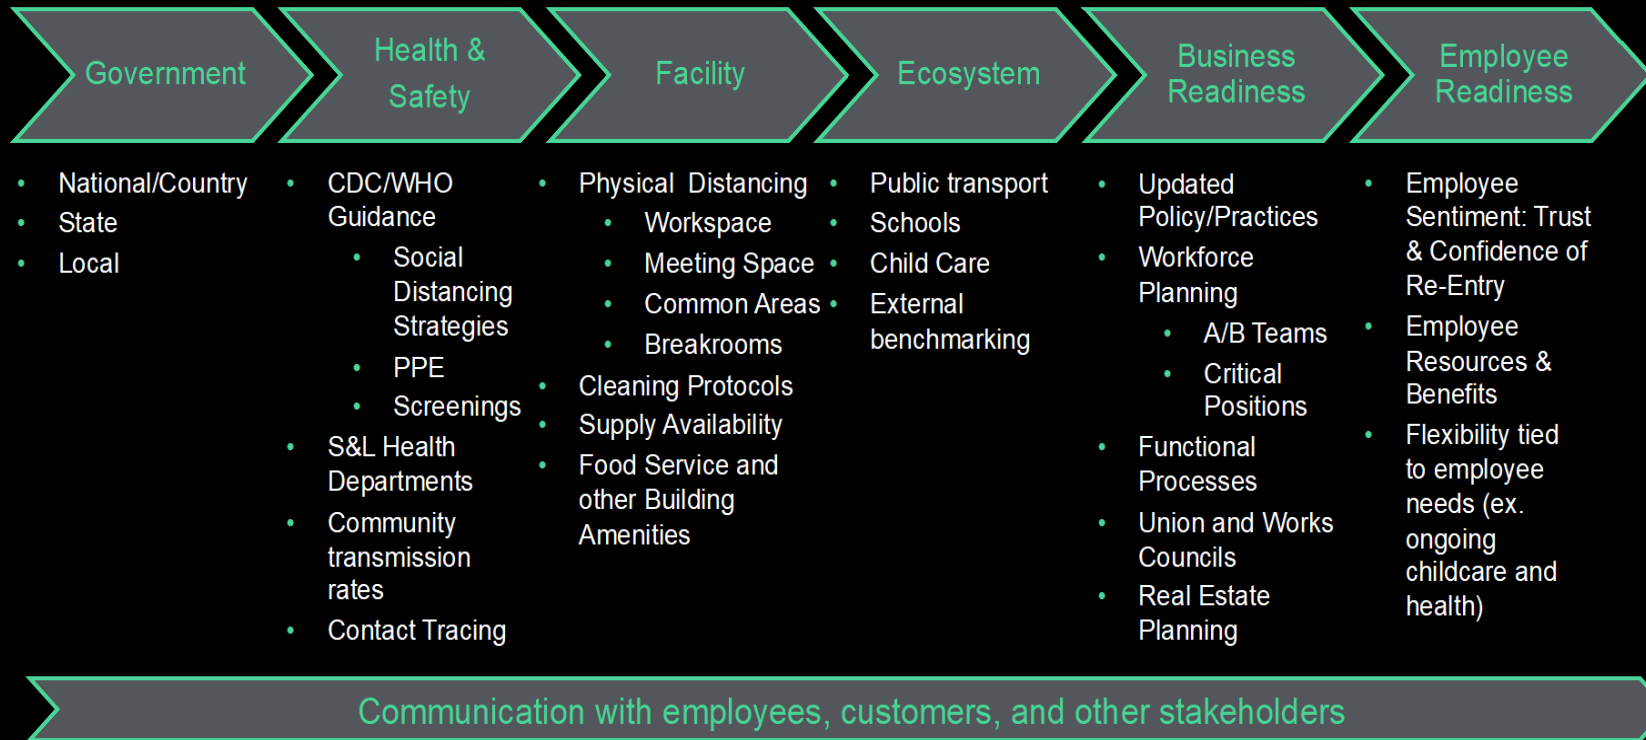 Government
Health &
Safety
Facility
Ecosystem
Business
Readiness
Employee
Readiness
• National/Country
• State
• Local
• CDC/WHO
Guidance
• Social
Distancing
Strategies
• PPE
• Screenings
• S&L Health
Departments
• Community
transmission
rates
• Contact Tracing
• Physical Distancing
• Workspace
• Meeting Space
• Common Areas
• Breakrooms
• Cleaning Protocols
• Supply Availability
• Food Service and
other Building
Amenities
• Public transport
• Schools
• Child Care
• External
benchmarking
• Updated
Policy/Practices
• Workforce
Planning
• A/B Teams
• Critical
Positions
• Functional
Processes
• Union and Works
Councils
• Real Estate
Planning
• Employee
Sentiment: Trust
& Confidence of
Re-Entry
• Employee
Resources &
Benefits
• Flexibility tied
to employee
needs (ex.
ongoing
childcare and
health)
Communication with employees, customers, and other stakeholders